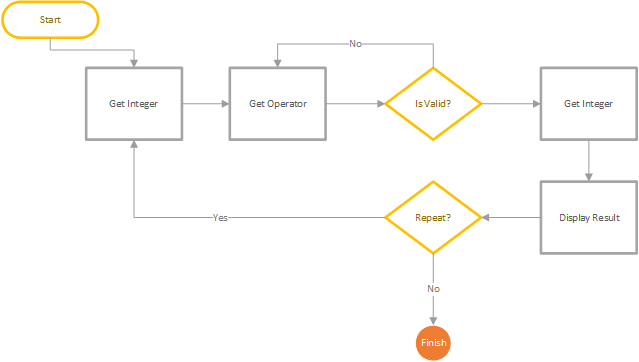 Start
No
Get Integer
Get Operator
Is Valid?
Get Integer
Yes
Repeat?
Display Result
No
Finish